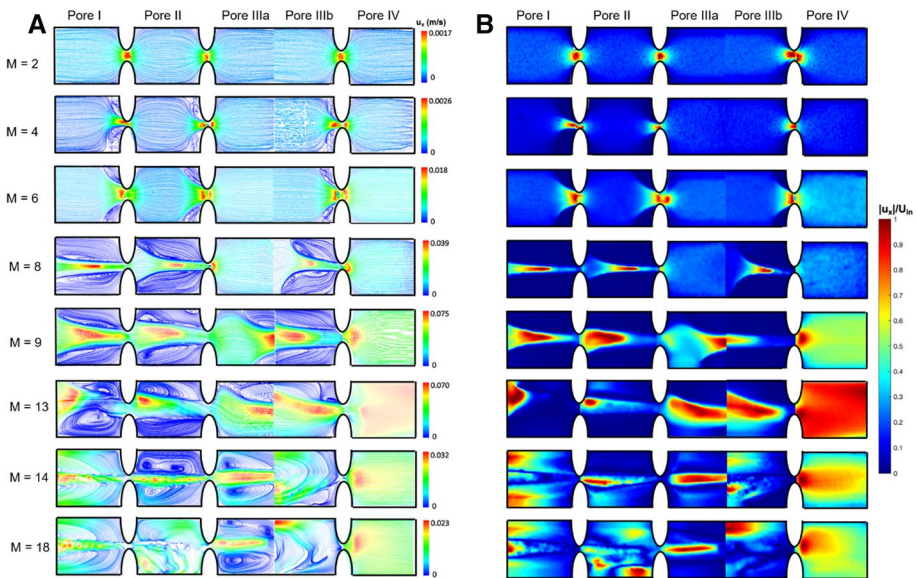 A
Pore I Pore II Pore IIIa Pore IIIb Pore IV
uₓ (m/s)
M = 2
0.0017
0
M = 4
0.0026
0
M = 6
0.018
0
M = 8
0.039
0
M = 9
0.075
0
M = 13
0.070
0
M = 14
0.032
0
M = 18
0.023
0
B
Pore I Pore II Pore IIIa Pore IIIb Pore IV
|uₓ|/Uᵢₙ
1
0.9
0.8
0.7
0.6
0.5
0.4
0.3
0.2
0.1
0